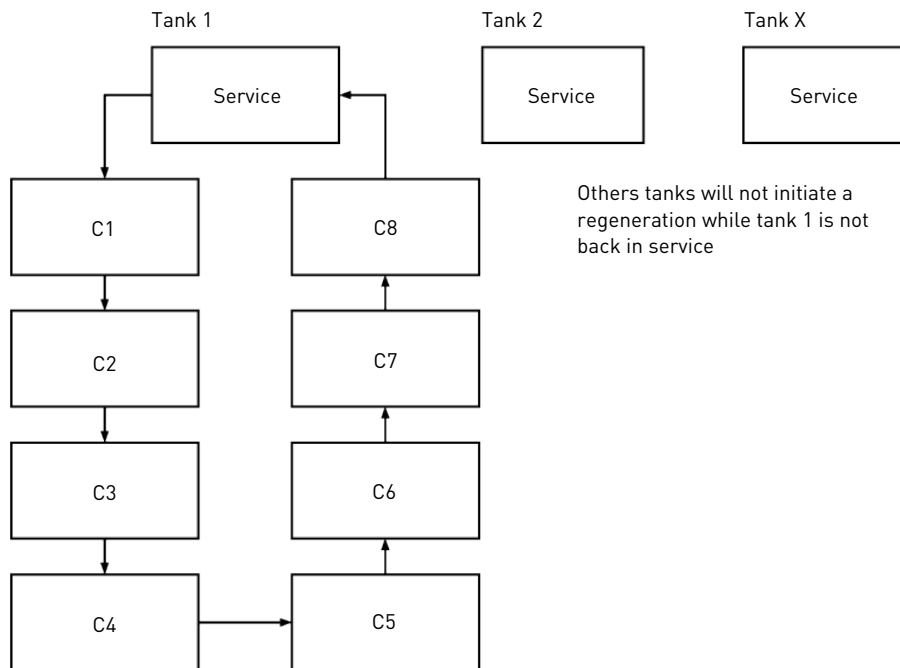 Tank 1
Tank 2
Tank X
Service
Service
Service
Others tanks will not initiate a
regeneration while tank 1 is not
back in service
C1
C8
C2
C7
C3
C6
C4
C5